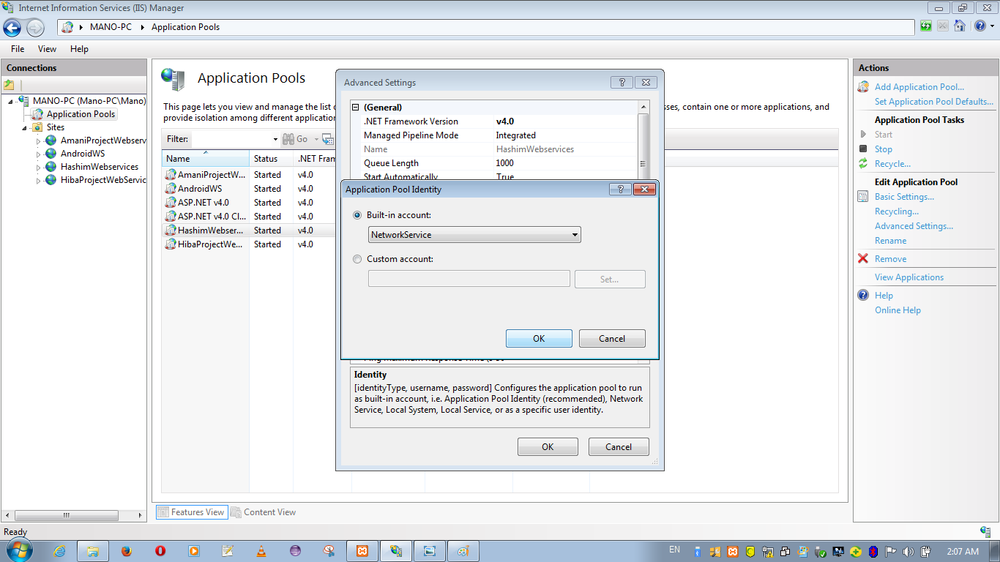 Internet Information Services (IIS) Manager
MANO-PC
Application Pools
File View Help
Connections
MANO-PC (Mano-PC\Mano)
Application Pools
Sites
AmaniProjectWebserv
AndroidWS
HashimWebservices
HibaProjectWebServic
Application Pools
This page lets you view and manage the list o
sses, contain one or more applications, and
provide isolation among different application
Filter:
Go
Name Status .NET Fram
AmaniProjectW... Started v4.0
AndroidWS Started v4.0
ASP.NET v4.0 Started v4.0
ASP.NET v4.0 Cl... Started v4.0
HashimWebser... Started v4.0
HibaProjectWe... Started v4.0
Advanced Settings
(General)
.NET Framework Version v4.0
Managed Pipeline Mode Integrated
Name HashimWebservices
Queue Length 1000
Start Automatically True
Application Pool Identity
Built-in account:
NetworkService
Custom account:
Set...
OK Cancel
Identity
[identityType, username, password] Configures the application pool to run
as built-in account, i.e. Application Pool Identity (recommended), Network
Service, Local System, Local Service, or as a specific user identity.
OK Cancel
Features View Content View
Actions
Add Application Pool...
Set Application Pool Defaults...
Application Pool Tasks
Start
Stop
Recycle...
Edit Application Pool
Basic Settings...
Recycling...
Advanced Settings...
Rename
Remove
View Applications
Help
Online Help
Ready
EN
2:07 AM